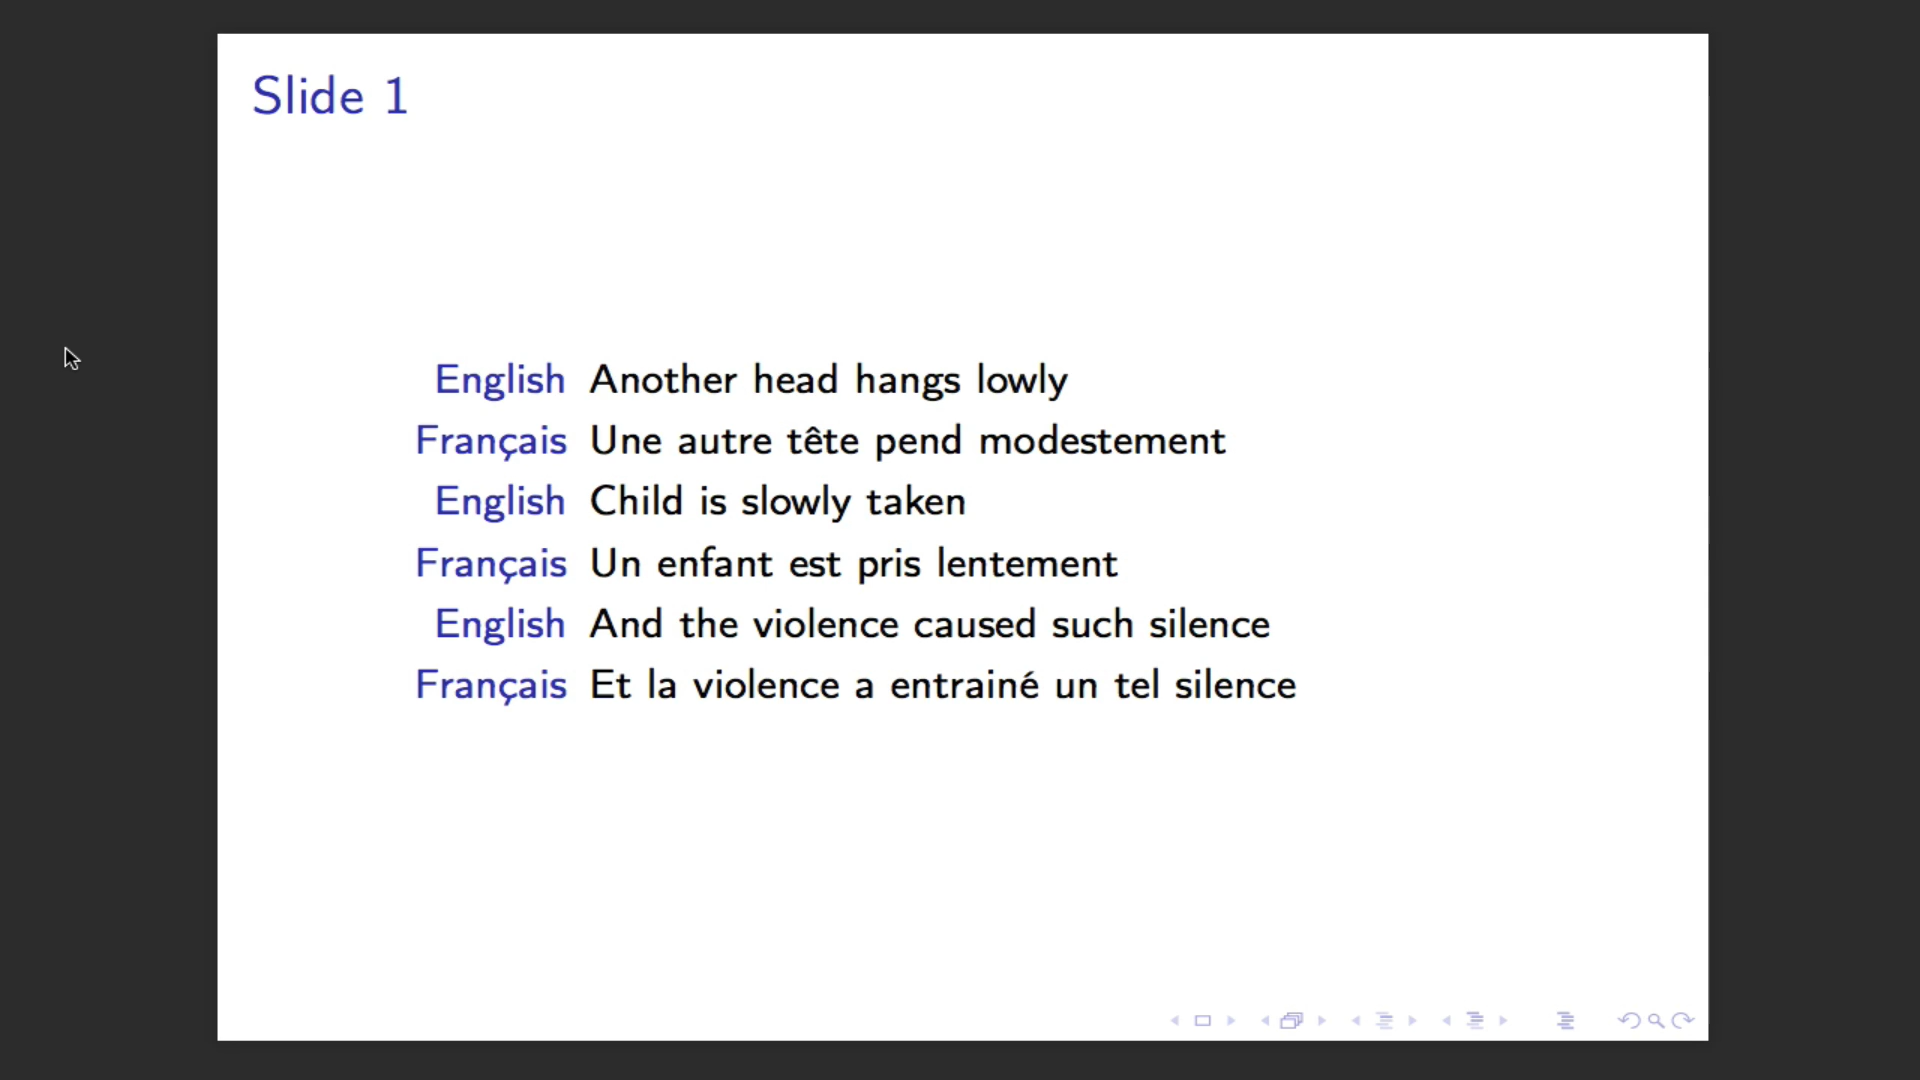 Slide 1
English Another head hangs lowly
Français Une autre tête pend modestement
English Child is slowly taken
Français Un enfant est pris lentement
English And the violence caused such silence
Français Et la violence a entrainé un tel silence